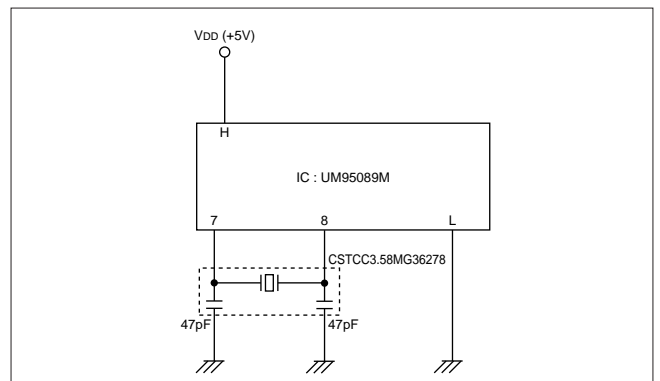 VDD (+5V)
H
IC : UM95089M
7 8 L
CSTCC3.58MG36278
47pF 47pF